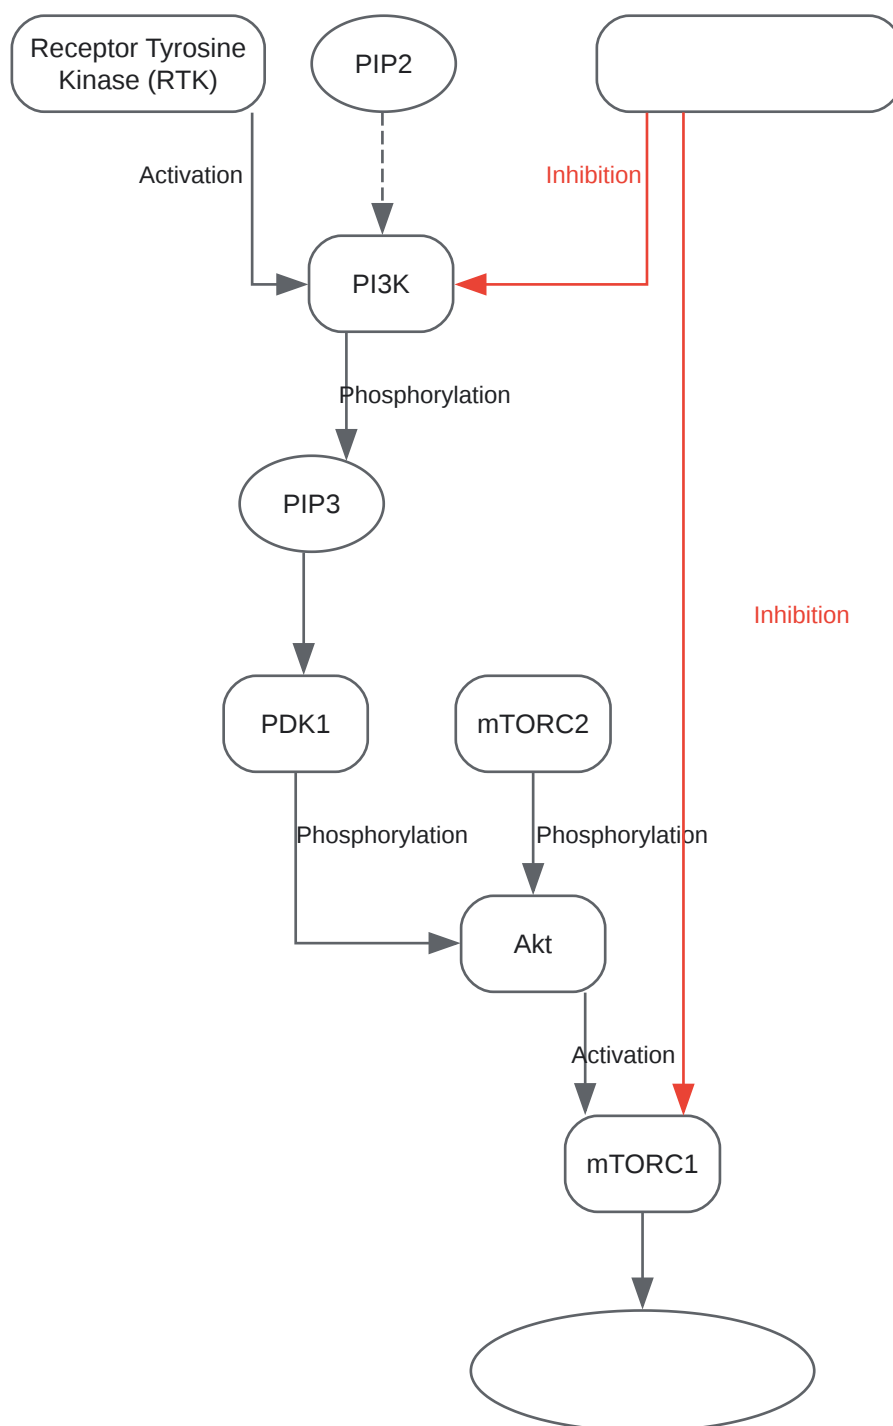 Receptor Tyrosine
Kinase (RTK)
PIP2
Activation
Inhibition
PI3K
Phosphorylation
PIP3
Inhibition
PDK1
mTORC2
Phosphorylation
Phosphorylation
Akt
Activation
mTORC1